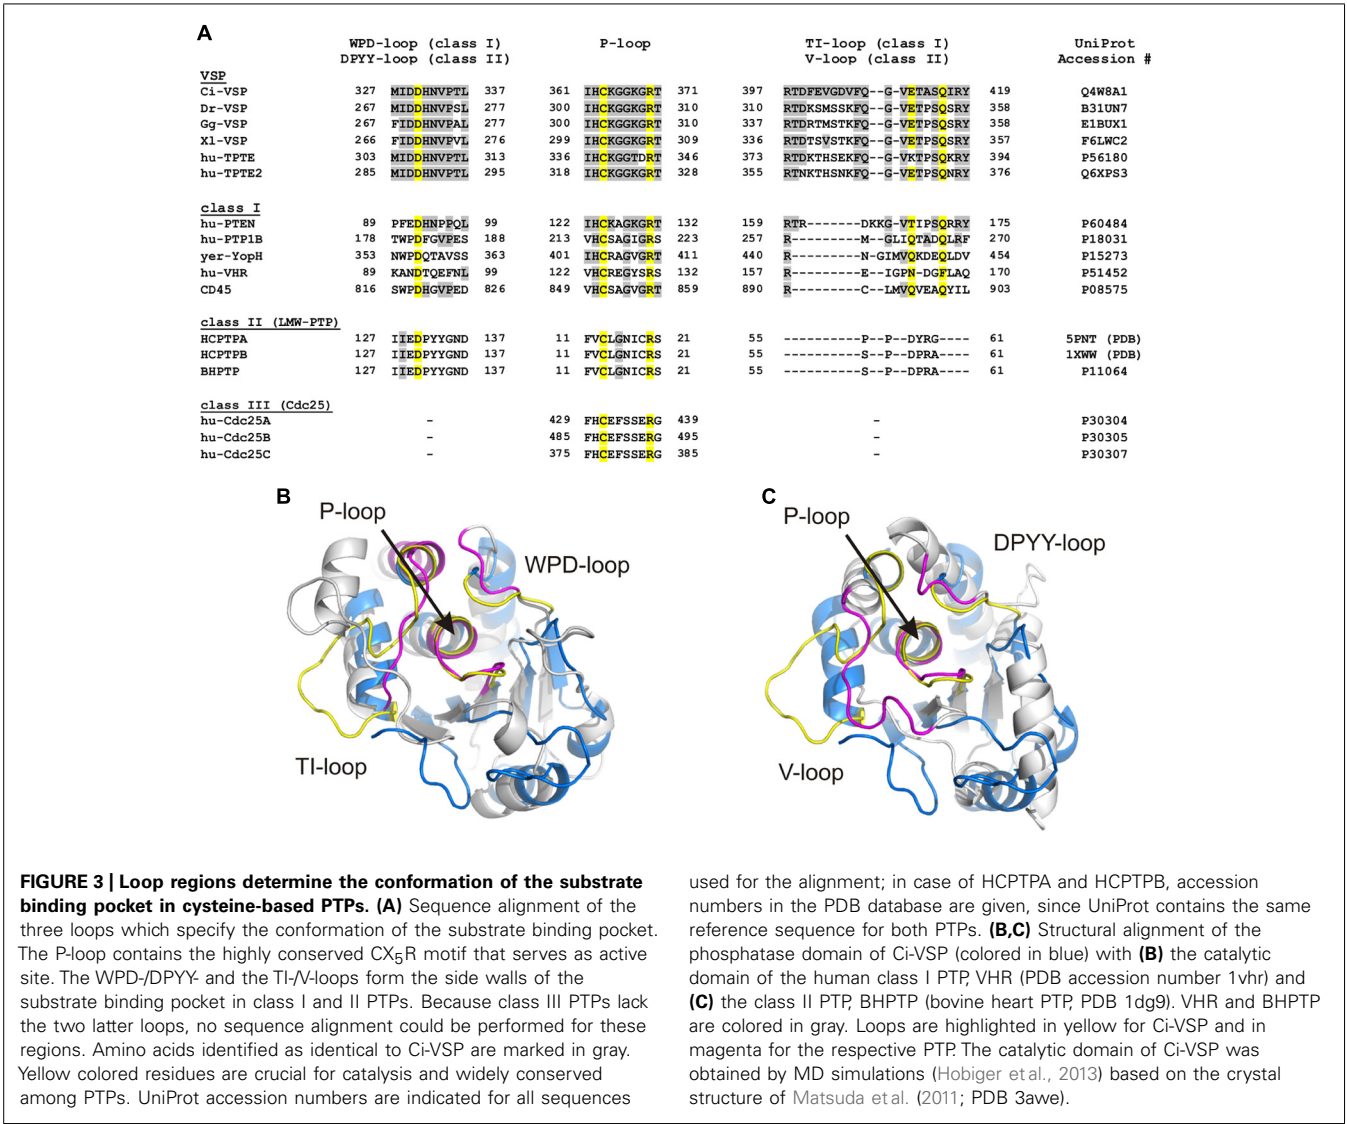 A
WPD-loop (class I) P-loop TI-loop (class I) UniProt
DPYY-loop (class II) V-loop (class II) Accession #
VSP
Ci-VSP 327 MIDDHNVPTL 337 361 IHCKGGKGRT 371 397 RTDFEVGDVFQ--G-VETASQIRY 419 Q4W8A1
Dr-VSP 267 MIDDHNVPSL 277 300 IHCKGGKGRT 310 310 RTDKSMSSKFQ--G-VETPSQSRY 358 B31UN7
Gg-VSP 267 FIDDHNVPAL 277 300 IHCKGGKGRT 310 337 RTDRTMSTKFQ--G-VETPSQSRY 358 E1BUX1
Xl-VSP 266 FIDDHNVPVL 276 299 IHCKGGKGRT 309 336 RTDTSVSTKFQ--G-VETPSQSRY 357 F6LWC2
hu-TPTE 303 MIDDHNVPTL 313 336 IHCKGGTDRT 346 373 RTDKTHSEKFQ--G-VKTPSQKRY 394 P56180
hu-TPTE2 285 MIDDHNVPTL 295 318 IHCKGGKGRT 328 355 RTNKTHSNKFQ--G-VETPSQNRY 376 Q6XPS3
class I
hu-PTEN 89 PFEDHNPPQL 99 122 IHCKAGKGRT 132 159 RTR-------DKKG-VTIPSQRRY 175 P60484
hu-PTP1B 178 TWPDFGVPES 188 213 VHCSAGIGRS 223 257 R---------M--GLIQTADQLRF 270 P18031
yer-YopH 353 NWPDQTAVSS 363 401 IHCRAGVGRT 411 440 R---------N-GIMVQKDEQLDV 454 P15273
hu-VHR 89 KANDTQEFNL 99 122 VHCREGYSRS 132 157 R---------E--IGPN-DGFLAQ 170 P51452
CD45 816 SWPDHGVPED 826 849 VHCSAGVGRT 859 890 R---------C--LMVQVEAQYIL 903 P08575
class II (LMW-PTP)
HCPTPA 127 IIEDPYYGND 137 11 FVCLGNICRS 21 55 ----------P--P--DYRG---- 61 5PNT (PDB)
HCPTPB 127 IIEDPYYGND 137 11 FVCLGNICRS 21 55 ----------S--P--DPRA---- 61 1XWW (PDB)
BHPTP 127 IIEDPYYGND 137 11 FVCLGNICRS 21 55 ----------S--P--DPRA---- 61 P11064
class III (Cdc25)
hu-Cdc25A - 429 FHCEFSSERG 439 - P30304
hu-Cdc25B - 485 FHCEFSSERG 495 - P30305
hu-Cdc25C - 375 FHCEFSSERG 385 - P30307
B
P-loop
WPD-loop
TI-loop
C
P-loop
DPYY-loop
V-loop
FIGURE 3 | Loop regions determine the conformation of the substrate
binding pocket in cysteine-based PTPs. (A) Sequence alignment of the
three loops which specify the conformation of the substrate binding pocket.
The P-loop contains the highly conserved CX5R motif that serves as active
site. The WPD-/DPYY- and the TI-/V-loops form the side walls of the
substrate binding pocket in class I and II PTPs. Because class III PTPs lack
the two latter loops, no sequence alignment could be performed for these
regions. Amino acids identified as identical to Ci-VSP are marked in gray.
Yellow colored residues are crucial for catalysis and widely conserved
among PTPs. UniProt accession numbers are indicated for all sequences
used for the alignment; in case of HCPTPA and HCPTPB, accession
numbers in the PDB database are given, since UniProt contains the same
reference sequence for both PTPs. (B,C) Structural alignment of the
phosphatase domain of Ci-VSP (colored in blue) with (B) the catalytic
domain of the human class I PTP, VHR (PDB accession number 1vhr) and
(C) the class II PTP, BHPTP (bovine heart PTP, PDB 1dg9). VHR and BHPTP
are colored in gray. Loops are highlighted in yellow for Ci-VSP and in
magenta for the respective PTP. The catalytic domain of Ci-VSP was
obtained by MD simulations (Hobiger et al., 2013) based on the crystal
structure of Matsuda et al. (2011; PDB 3awe).